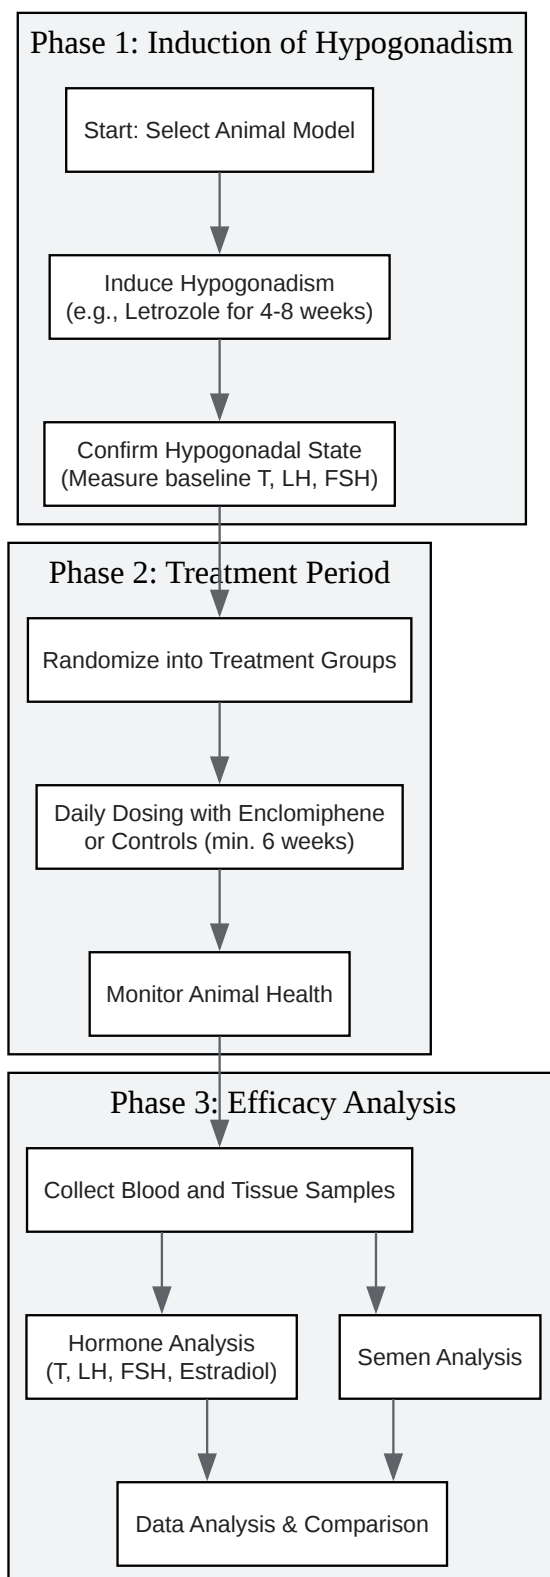 Phase 1: Induction of Hypogonadism
Start: Select Animal Model
Induce Hypogonadism
(e.g., Letrozole for 4-8 weeks)
Confirm Hypogonadal State
(Measure baseline T, LH, FSH)
Phase 2: Treatment Period
Randomize into Treatment Groups
Daily Dosing with Enclomiphene
or Controls (min. 6 weeks)
Monitor Animal Health
Phase 3: Efficacy Analysis
Collect Blood and Tissue Samples
Hormone Analysis
(T, LH, FSH, Estradiol)
Semen Analysis
Data Analysis & Comparison